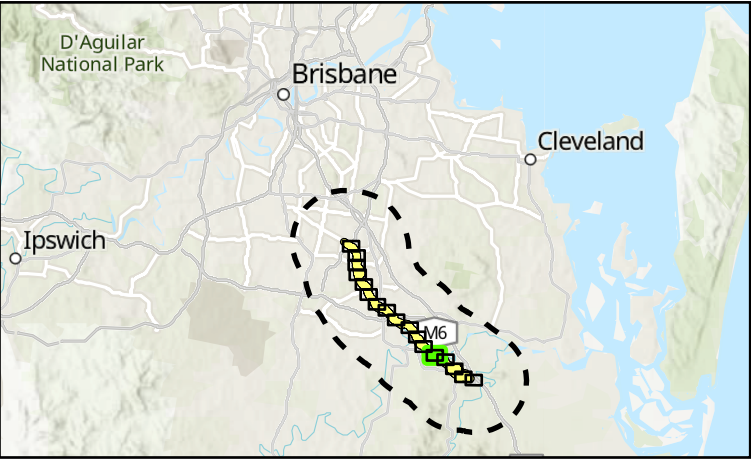 D'Aguilar
National Park
Brisbane
Cleveland
Ipswich
M6